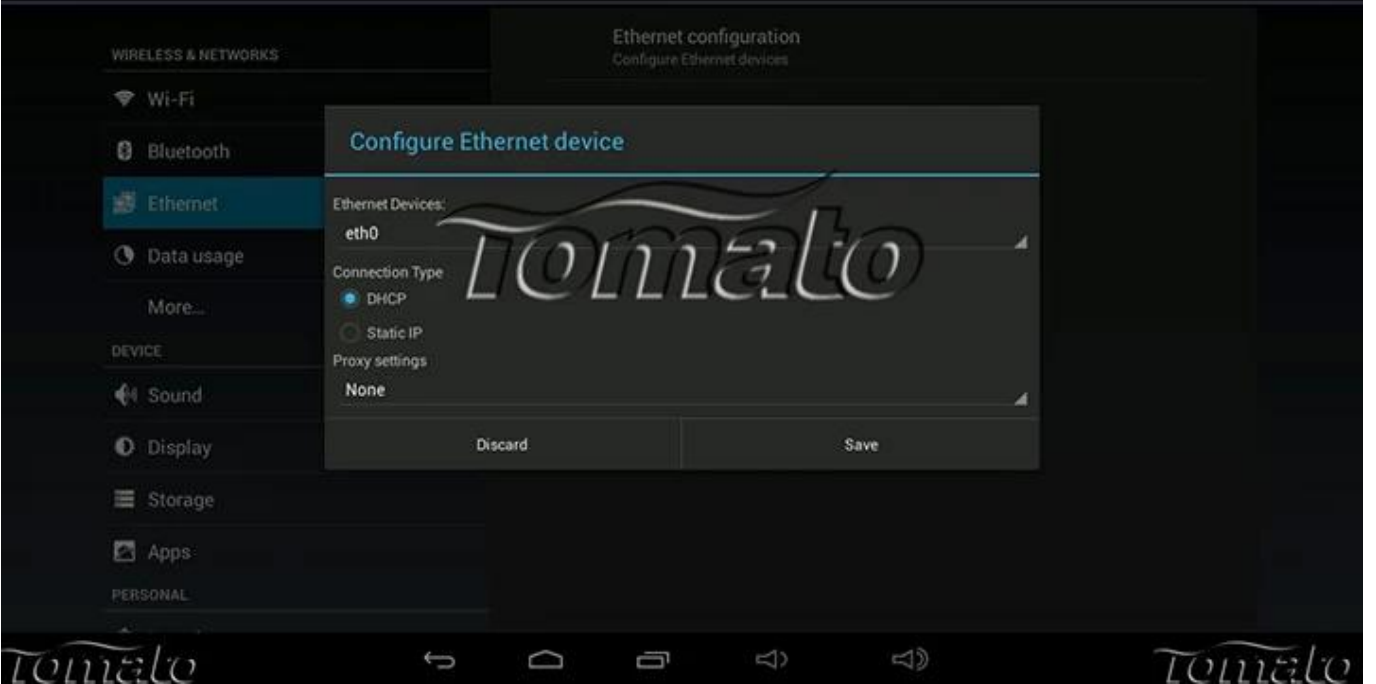 Ethernet configuration
Configure Ethernet devices
WIRELESS & NETWORKS
Wi-Fi
Bluetooth
Ethernet
Data usage
More...
DEVICE
Sound
Display
Storage
Apps
PERSONAL
Configure Ethernet device
Ethernet Devices:
eth0
Connection Type
DHCP
Static IP
Proxy settings
None
Discard
Save
Tomato
Tomato
Tomato